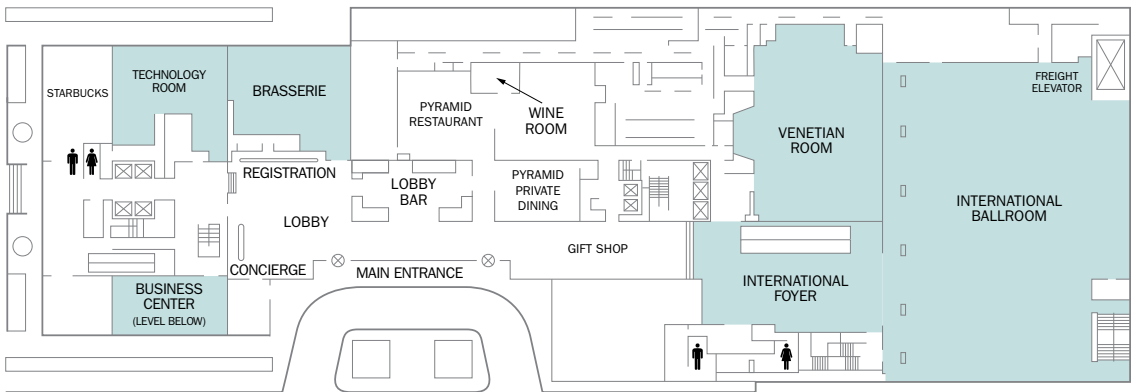 STARBUCKS
TECHNOLOGY
ROOM
BRASSERIE
PYRAMID
RESTAURANT
WINE
ROOM
VENETIAN
ROOM
FREIGHT
ELEVATOR
REGISTRATION
LOBBY
BAR
PYRAMID
PRIVATE
DINING
INTERNATIONAL
BALLROOM
LOBBY
GIFT SHOP
CONCIERGE
MAIN ENTRANCE
BUSINESS
CENTER
(LEVEL BELOW)
INTERNATIONAL
FOYER